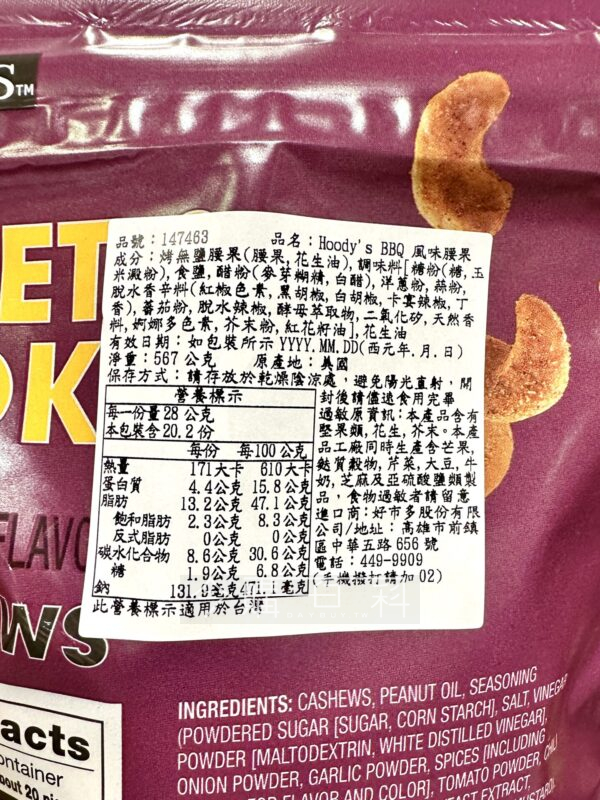 S™
ET
OK
FLAVO
WS
品號：147463 品名：Hoody's BBQ 風味腰果
成分：烤無鹽腰果(腰果,花生油),調味料[糖粉(糖,玉
米澱粉),食鹽,醋粉(麥芽糊精,白醋),洋蔥粉,蒜粉,
脫水香辛料(紅椒色素,黑胡椒,白胡椒,卡宴辣椒,丁
香),蕃茄粉,脫水辣椒,酵母萃取物,二氧化矽,天然香
料,婀娜多色素,芥末粉,紅花籽油],花生油
有效日期：如包裝所示YYYY.MM.DD(西元年.月.日)
淨重：567公克 原產地：美國
保存方式：請存放於乾燥陰涼處，避免陽光直射，開
封後請儘速食用完畢
過敏原資訊：本產品含有
堅果類,花生,芥末。本產
品工廠同時生產含芒果,
麩質穀物,芹菜,大豆,牛
奶,芝麻及亞硫酸鹽類製
品，食物過敏者請留意
進口商：好市多股份有限
公司/地址：高雄市前鎮
區中華五路656號
電話：449-9909
(手機撥打請加02)
營養標示
每一份量28公克
本包裝含20.2份
每份 每100公克
熱量 171大卡 610大卡
蛋白質 4.4公克 15.8公克
脂肪 13.2公克 47.1公克
飽和脂肪 2.3公克 8.3公克
反式脂肪 0公克 0公克
碳水化合物 8.6公克 30.6公克
糖 1.9公克 6.8公克
鈉 131.9毫克 471.1毫克
此營養標示適用於台灣
acts
ontainer
bout 20
INGREDIENTS: CASHEWS, PEANUT OIL, SEASONING
(POWDERED SUGAR [SUGAR, CORN STARCH], SALT, VINEGAR
POWDER [MALTODEXTRIN, WHITE DISTILLED VINEGAR],
ONION POWDER, GARLIC POWDER, SPICES [INCLUDING
FOR FLAVOR AND COLOR], TOMATO POWDER,
EXTRACT,